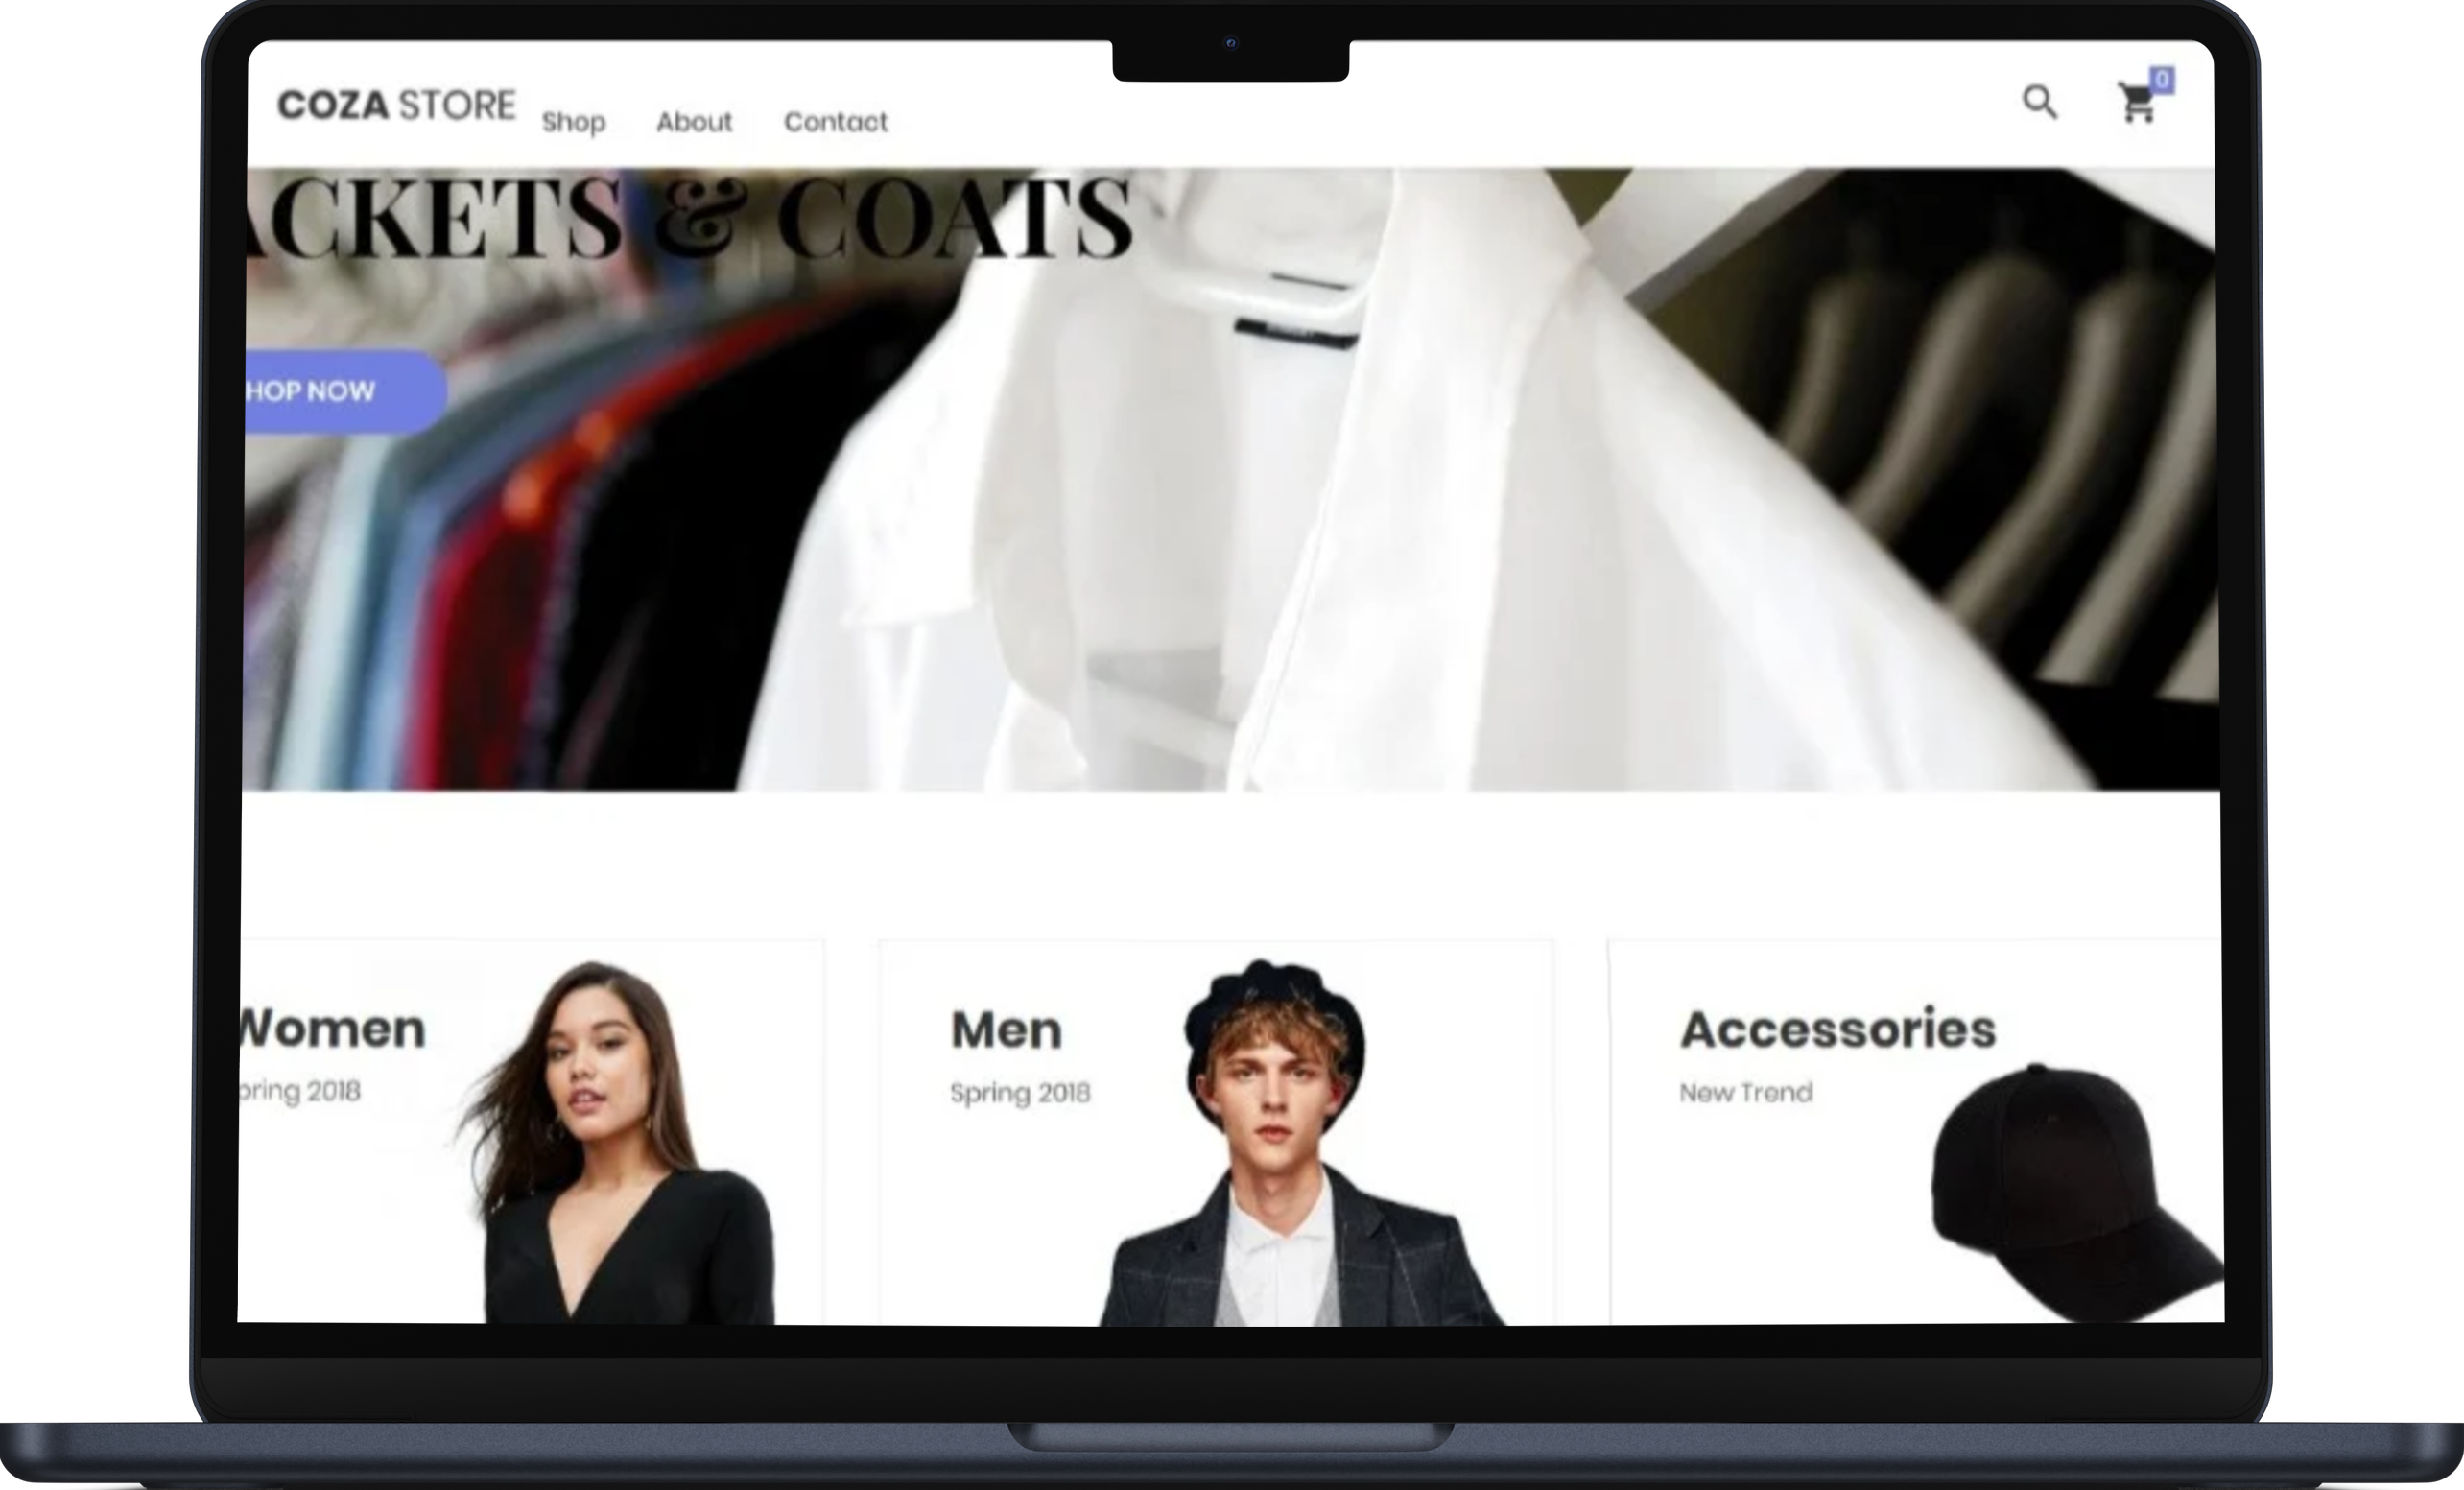 COZA STORE Shop About Contact 0
ACKETS & COATS
HOP NOW
Women
pring 2018
Men
Spring 2018
Accessories
New Trend